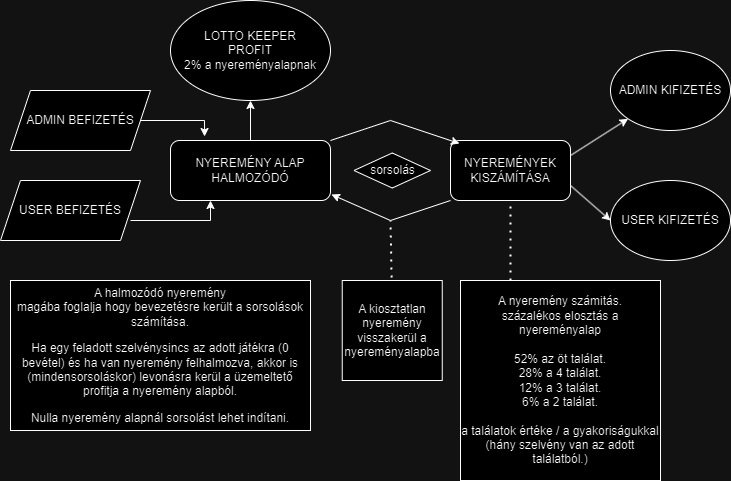 LOTTO KEEPER
PROFIT
2% a nyereményalapnak
ADMIN BEFIZETÉS
ADMIN KIFIZETÉS
NYEREMÉNY ALAP
HALMOZÓDÓ
sorsolás
NYEREMÉNYEK
KISZÁMÍTÁSA
USER BEFIZETÉS
USER KIFIZETÉS
A halmozódó nyeremény
magába foglalja hogy bevezetésre került a sorsolások
számítása.
Ha egy feladott szelvénysincs az adott játékra (0
bevétel) és ha van nyeremény felhalmozva, akkor is
(mindensorsoláskor) levonásra kerül a üzemeltető
profitja a nyeremény alapból.
Nulla nyeremény alapnál sorsolást lehet indítani.
A kiosztatlan
nyeremény
visszakerül a
nyereményalapba
A nyeremény számitás.
százalékos elosztás a
nyereményalap
52% az öt találat.
28% a 4 találat.
12% a 3 találat.
6% a 2 találat.
a találatok értéke / a gyakoriságukkal
(hány szelvény van az adott
találatból.)